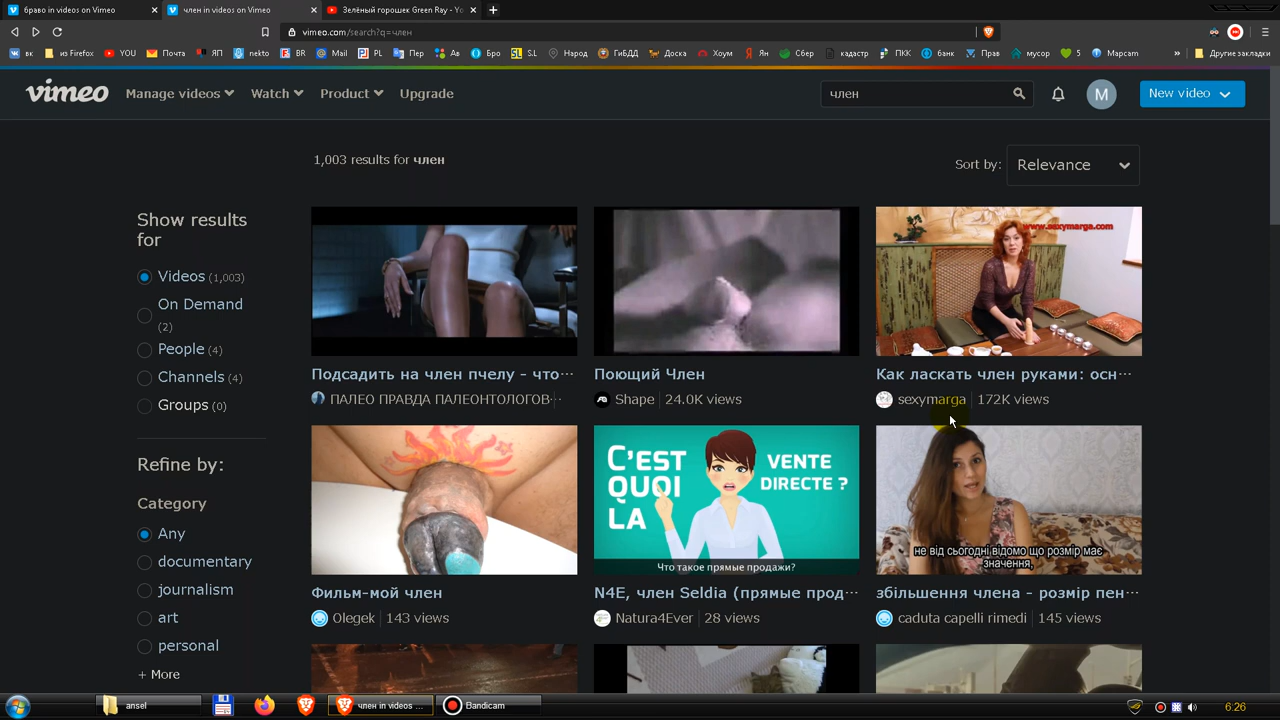 браво in videos on Vimeo
член in videos on Vimeo
Зелёный горошек Green Ray - Yo
vimeo.com/search?q=член
вк
из Firefox
YOU
Почта
ЯП
nekto
BR
Mail
PL
Пер
Ав
Бро
S.L
Народ
ГиБДД
Доска
Хоум
Ян
Сбер
кадастр
ПКК
банк
Прав
мусор
5
Марсат
»
Другие закладки
vimeo
Manage videos
Watch
Product
Upgrade
член
M
New video
1,003 results for член
Sort by:
Relevance
Show results for
Videos (1,003)
On Demand (2)
People (4)
Channels (4)
Groups (0)
Refine by:
Category
Any
documentary
journalism
art
personal
+ More
www.sexymarga.com
Подсадить на член пчелу - что…
ПАЛЕО ПРАВДА ПАЛЕОНТОЛОГОВ…
Поющий Член
Shape 24.0K views
Как ласкать член руками: осн…
sexymarga 172K views
C'EST QUOI LA
VENTE DIRECTE ?
Что такое прямые продажи?
не від сьогодні відомо що розмір має
значення,
Фильм-мой член
Olegek 143 views
N4E, член Seldia (прямые прод…
Natura4Ever 28 views
збільшення члена - розмір пен…
caduta capelli rimedi 145 views
ansel
член in videos ...
Bandicam
6:26